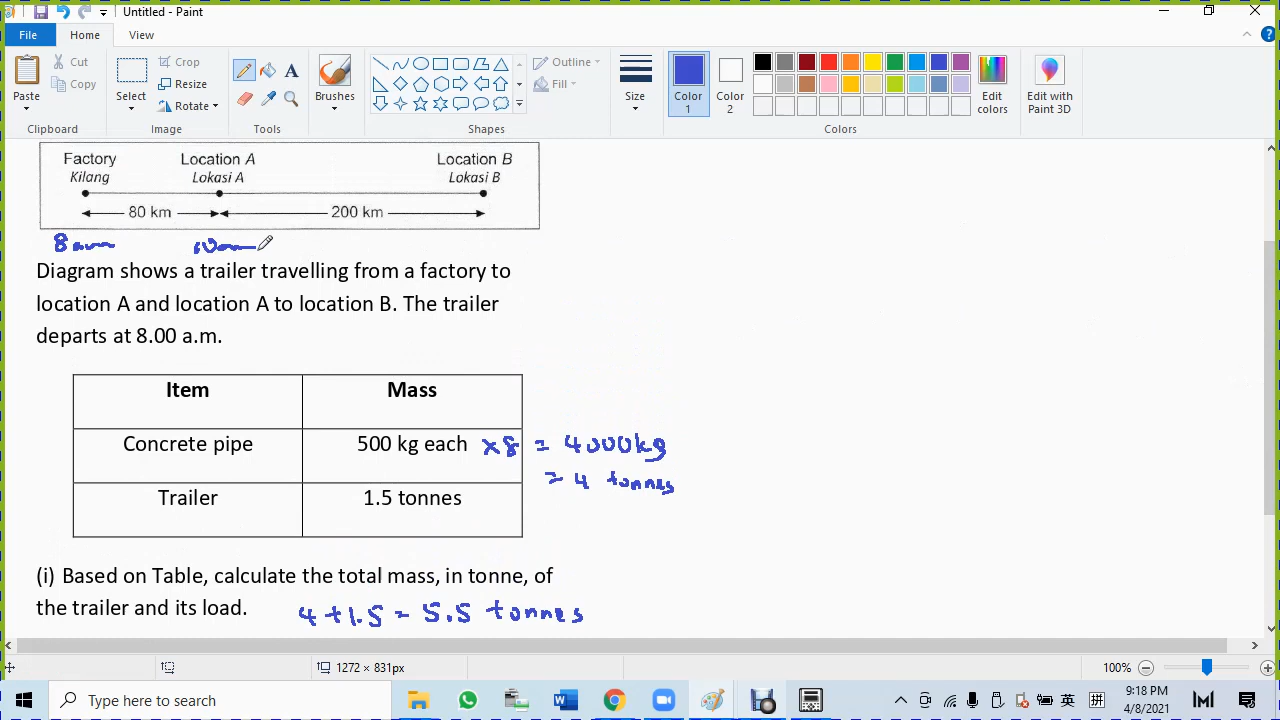 Untitled - Paint
File Home View
Paste
Cut
Copy
Clipboard
Select
Crop
Resize
Rotate
Image
Tools
Brushes
Shapes
Outline
Fill
Size
Color 1
Color 2
Colors
Edit colors
Edit with Paint 3D
Factory Location A Location B
Kilang Lokasi A Lokasi B
80 km 200 km
8am 10am
Diagram shows a trailer travelling from a factory to
location A and location A to location B. The trailer
departs at 8.00 a.m.
Item Mass
Concrete pipe 500 kg each x8 = 4000kg
= 4 tonnes
Trailer 1.5 tonnes
(i) Based on Table, calculate the total mass, in tonne, of
the trailer and its load. 4+1.5 = 5.5 tonnes
1272 × 831px 100%
Type here to search
英 拼
9:18 PM
4/8/2021